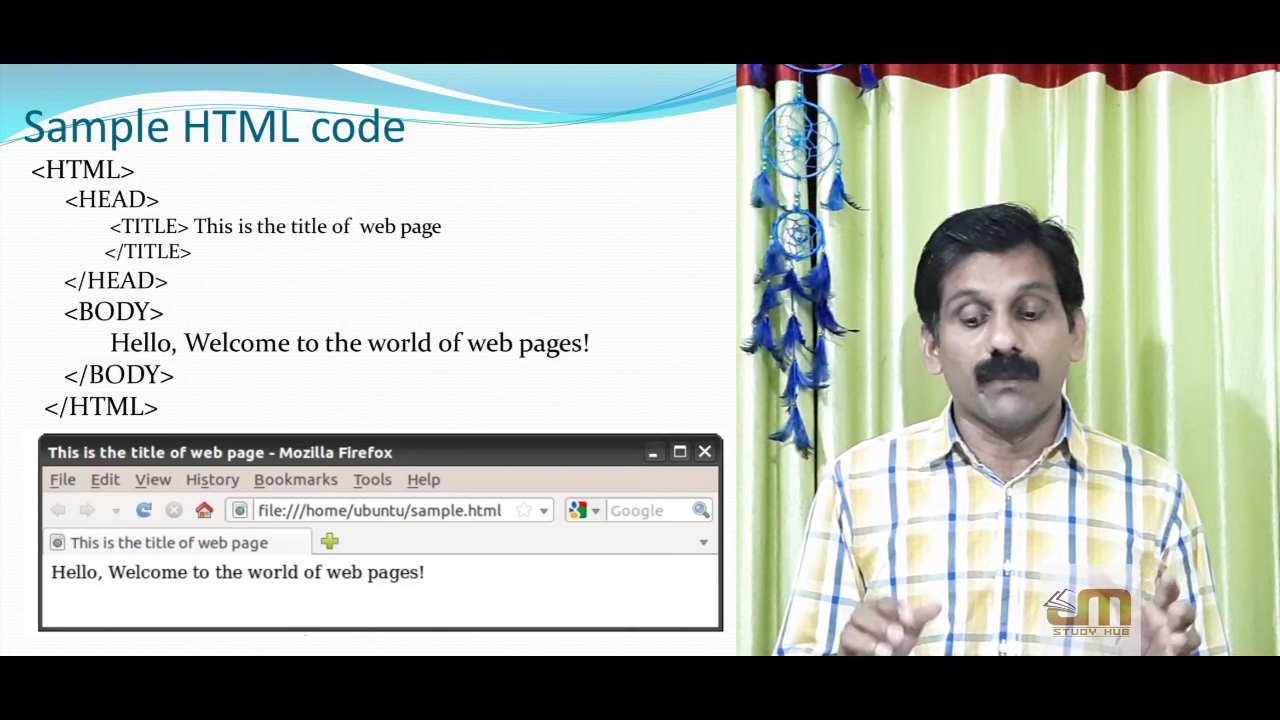 Sample HTML code
<HTML>
<HEAD>
<TITLE> This is the title of web page
</TITLE>
</HEAD>
<BODY>
Hello, Welcome to the world of web pages!
</BODY>
</HTML>
This is the title of web page - Mozilla Firefox
File Edit View History Bookmarks Tools Help
file:///home/ubuntu/sample.html Google
This is the title of web page
Hello, Welcome to the world of web pages!
JM
STUDY HUB